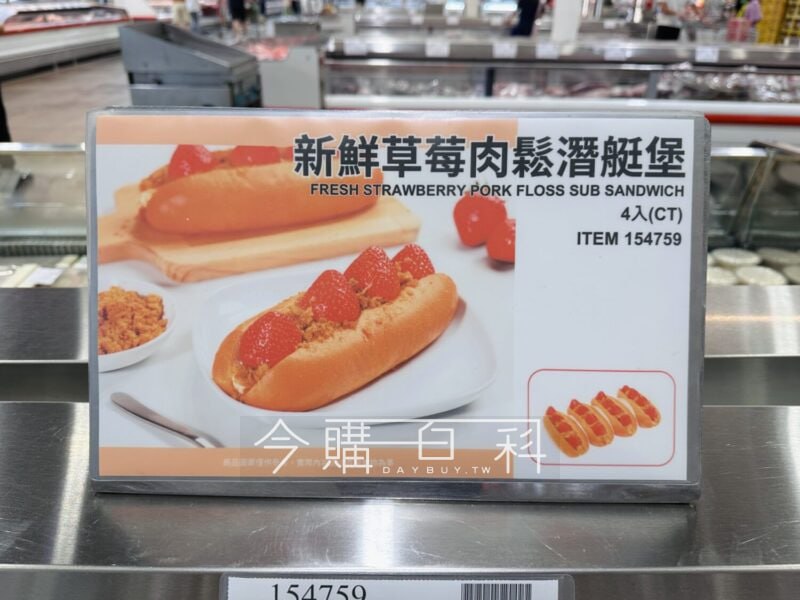 新鮮草莓肉鬆潛艇堡
FRESH STRAWBERRY PORK FLOSS SUB SANDWICH
4入(CT)
ITEM 154759
今購百科
DAYBUY.TW
154759